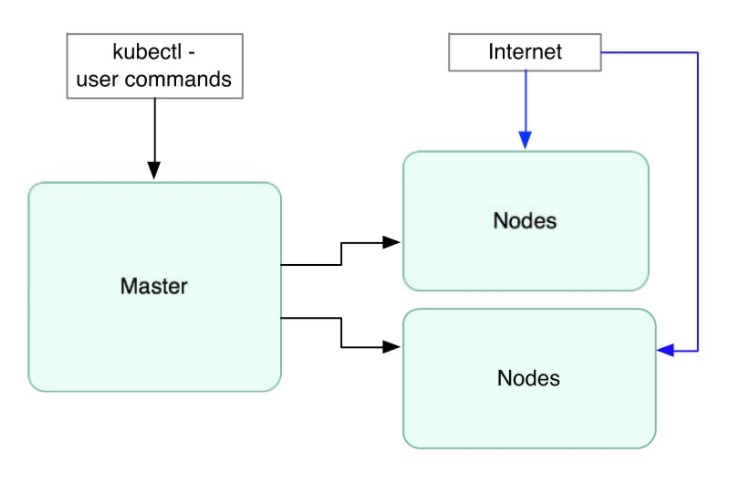 kubectl -
user commands
Internet
Nodes
Master
Nodes